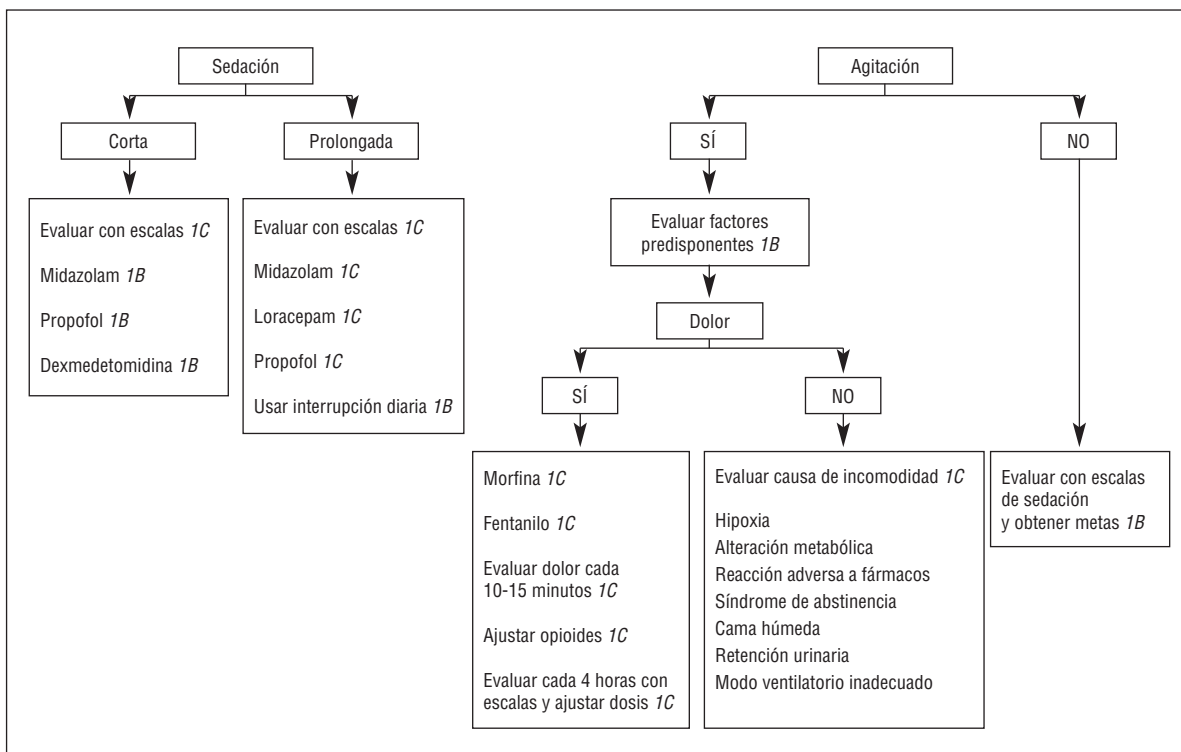 Sedación
Corta
Prolongada
Evaluar con escalas 1C
Midazolam 1B
Propofol 1B
Dexmedetomidina 1B
Evaluar con escalas 1C
Midazolam 1C
Loracepam 1C
Propofol 1C
Usar interrupción diaria 1B
Agitación
SÍ
NO
Evaluar factores
predisponentes 1B
Dolor
SÍ
NO
Morfina 1C
Fentanilo 1C
Evaluar dolor cada
10-15 minutos 1C
Ajustar opioides 1C
Evaluar cada 4 horas con
escalas y ajustar dosis 1C
Evaluar causa de incomodidad 1C
Hipoxia
Alteración metabólica
Reacción adversa a fármacos
Síndrome de abstinencia
Cama húmeda
Retención urinaria
Modo ventilatorio inadecuado
Evaluar con escalas
de sedación
y obtener metas 1B